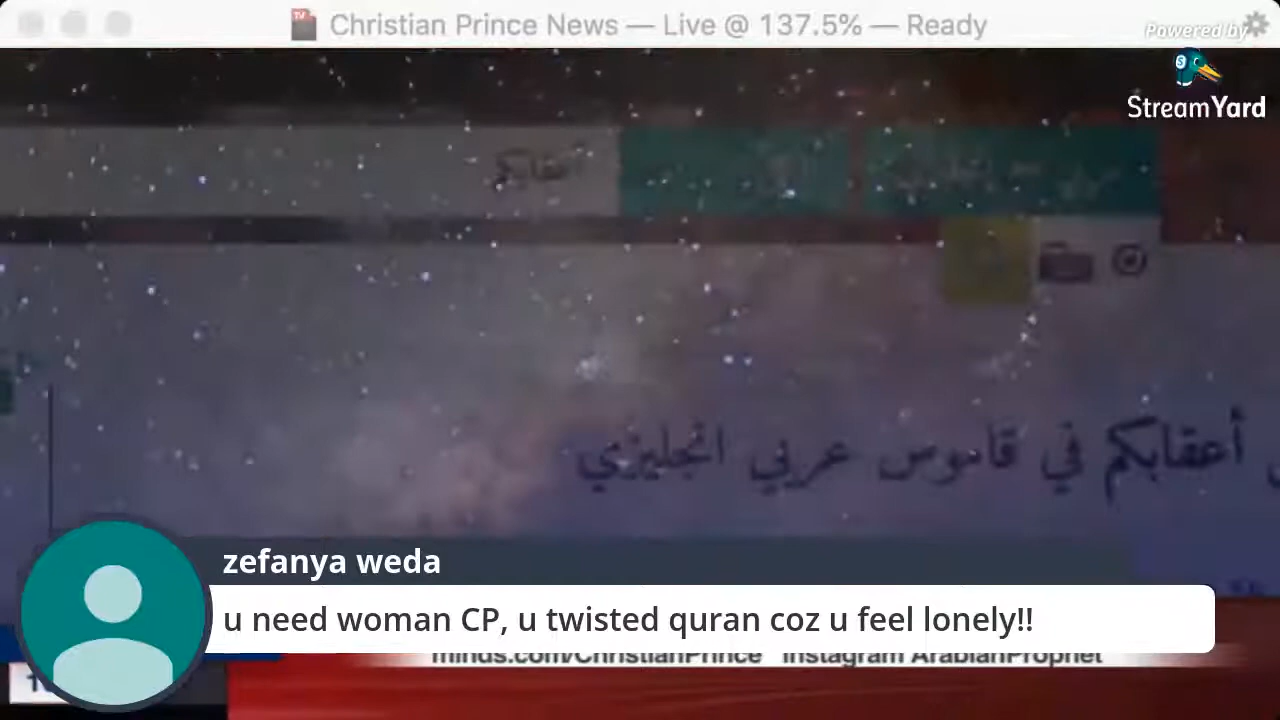 Christian Prince News — Live @ 137.5% — Ready
Powered by
StreamYard
أعقابكم
أعقابكم في قاموس عربي انجليزي
zefanya weda
u need woman CP, u twisted quran coz u feel lonely!!
minds.com/ChristianPrince Instagram ArabianProphet